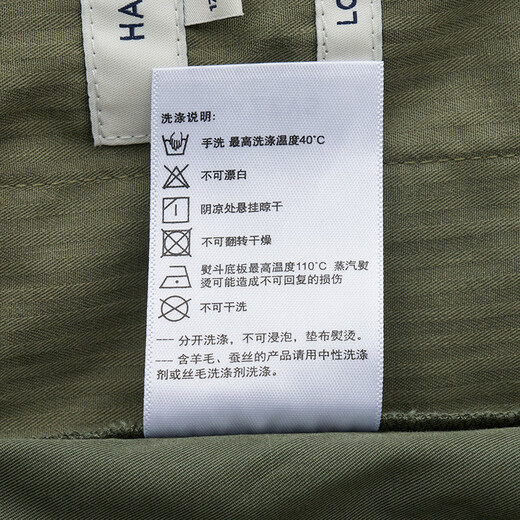 HA
12
LO
洗涤说明:
手洗 最高洗涤温度40°C
不可漂白
阴凉处悬挂晾干
不可翻转干燥
熨斗底板最高温度110°C 蒸汽熨
烫可能造成不可回复的损伤
不可干洗
--- 分开洗涤，不可浸泡，垫布熨烫。
--- 含羊毛、蚕丝的产品请用中性洗涤
剂或丝毛洗涤剂洗涤。